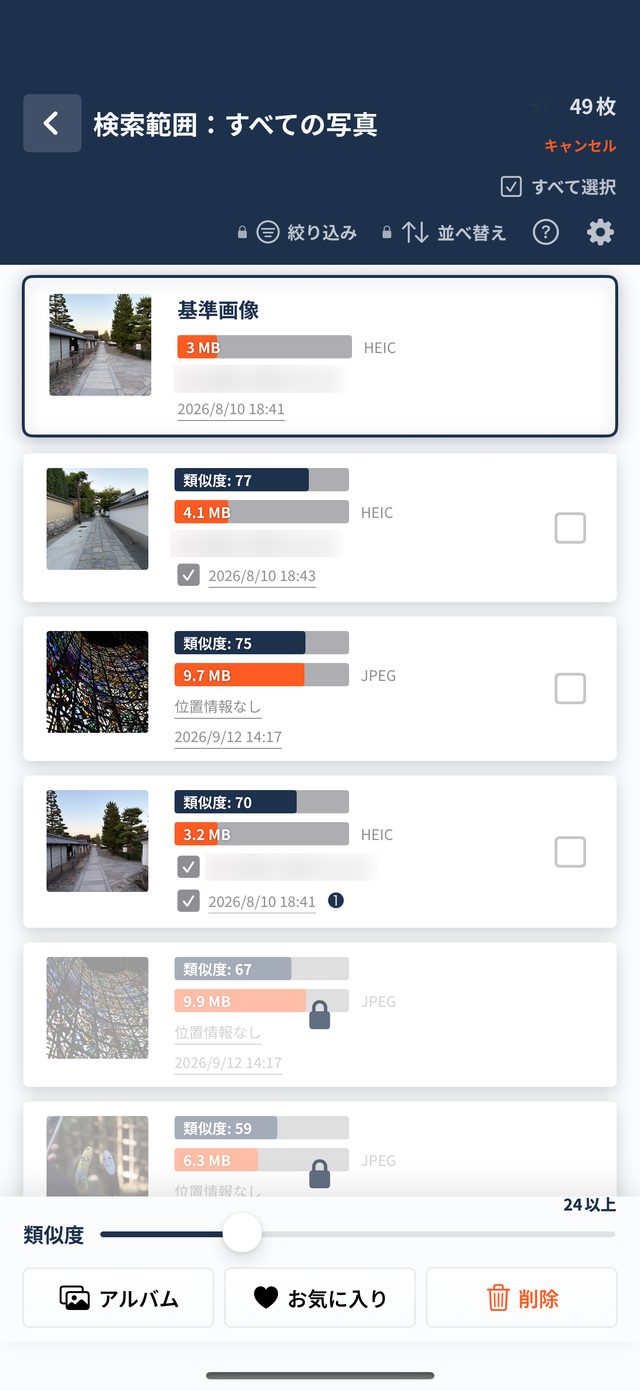 49枚
検索範囲：すべての写真
キャンセル
すべて選択
絞り込み 並べ替え ?
基準画像
3 MB HEIC
2026/8/10 18:41
類似度: 77
4.1 MB HEIC
2026/8/10 18:43
類似度: 75
9.7 MB JPEG
位置情報なし
2026/9/12 14:17
類似度: 70
3.2 MB HEIC
2026/8/10 18:41 1
類似度: 67
9.9 MB JPEG
位置情報なし
2026/9/12 14:17
類似度: 59
6.3 MB JPEG
位置情報なし
24以上
類似度
アルバム お気に入り 削除